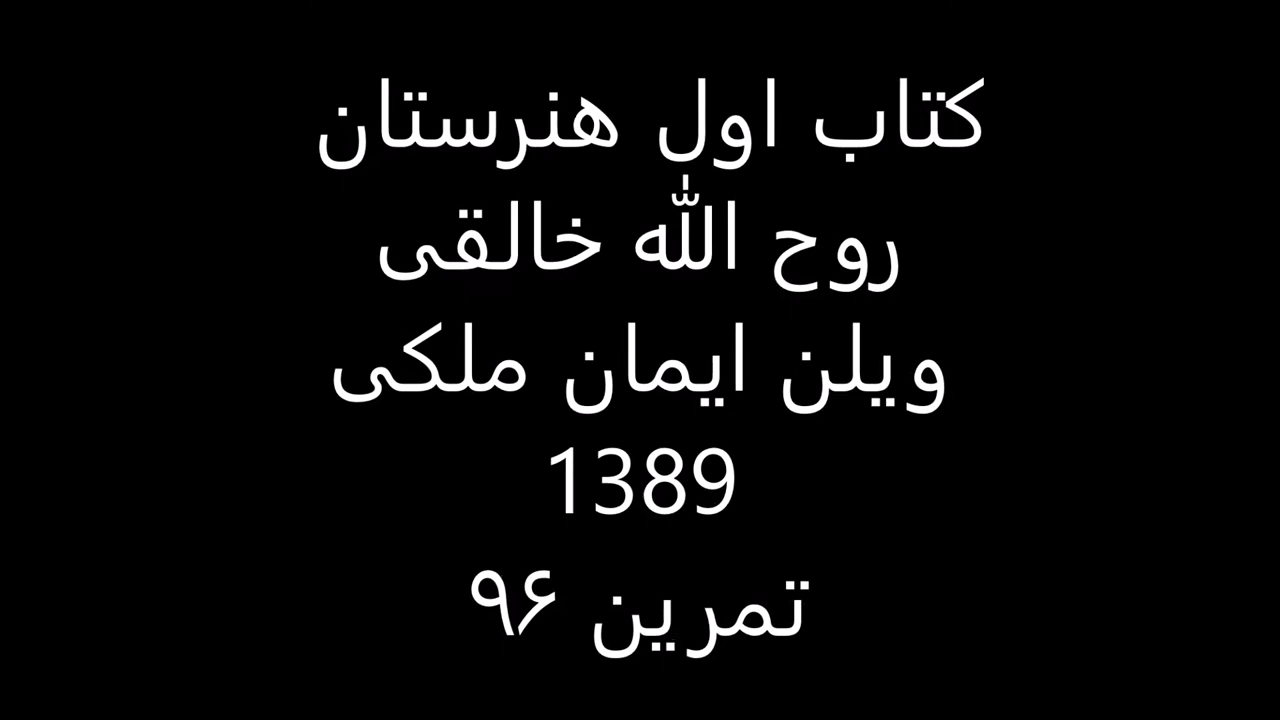 کتاب اول هنرستان
روح الله خالقی
ویلن ایمان ملکی
1389
تمرین ۹۶